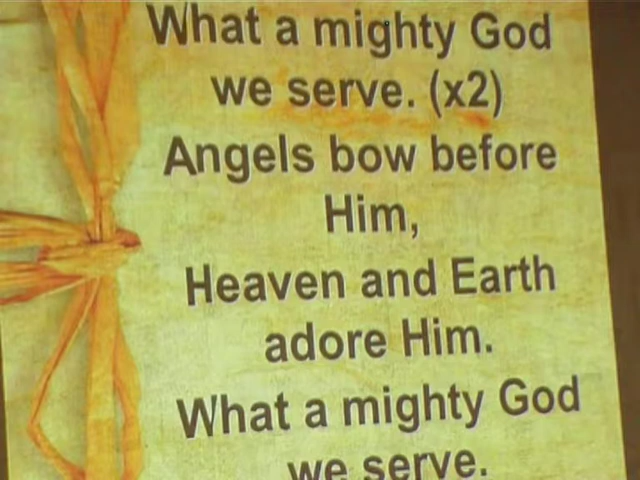 What a mighty God
we serve. (x2)
Angels bow before
Him,
Heaven and Earth
adore Him.
What a mighty God
we serve.